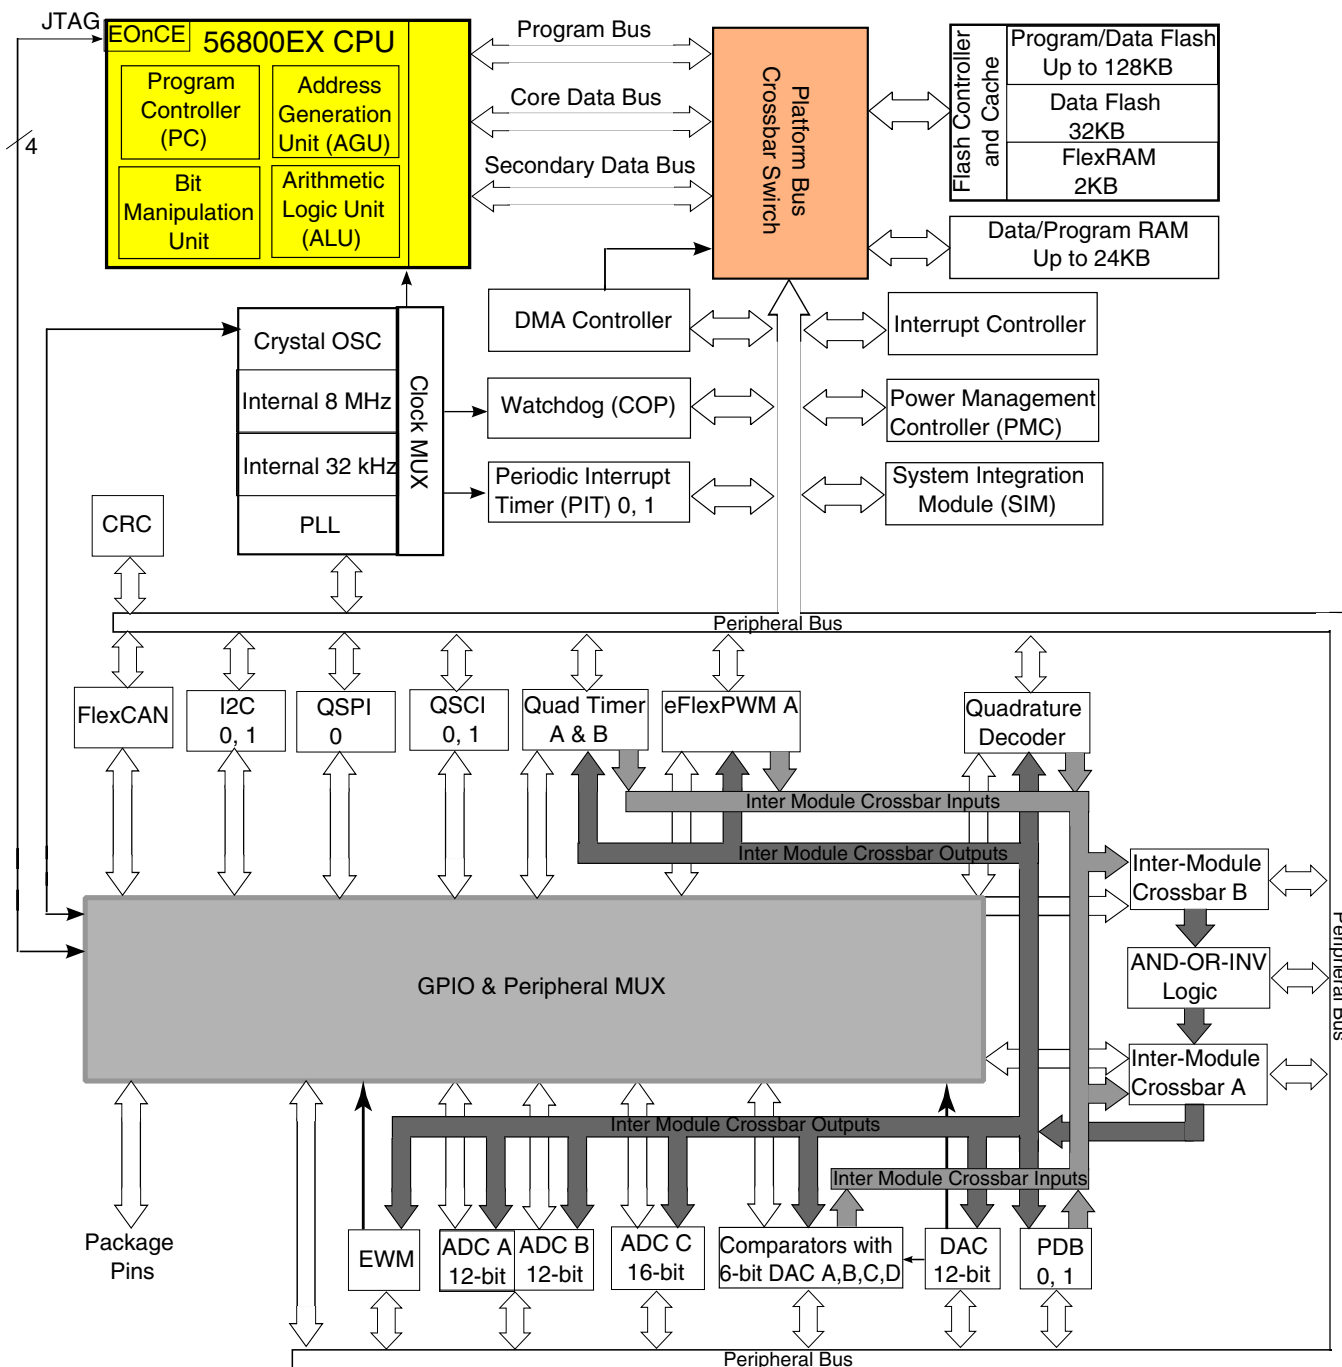 JTAG
EOnCE
56800EX CPU
Program
Controller
(PC)
Address
Generation
Unit (AGU)
Bit
Manipulation
Unit
Arithmetic
Logic Unit
(ALU)
4
Program Bus
Core Data Bus
Secondary Data Bus
Platform Bus
Crossbar Swirch
Flash Controller
and Cache
Program/Data Flash
Up to 128KB
Data Flash
32KB
FlexRAM
2KB
Data/Program RAM
Up to 24KB
Crystal OSC
Internal 8 MHz
Internal 32 kHz
PLL
Clock MUX
DMA Controller
Interrupt Controller
Watchdog (COP)
Power Management
Controller (PMC)
Periodic Interrupt
Timer (PIT) 0, 1
System Integration
Module (SIM)
CRC
Peripheral Bus
FlexCAN
I2C
0, 1
QSPI
0
QSCI
0, 1
Quad Timer
A & B
eFlexPWM A
Quadrature
Decoder
Inter Module Crossbar Inputs
Inter Module Crossbar Outputs
Inter-Module
Crossbar B
AND-OR-INV
Logic
Inter-Module
Crossbar A
Peripheral Bus
GPIO & Peripheral MUX
Inter Module Crossbar Outputs
Inter Module Crossbar Inputs
Package
Pins
EWM
ADC A
12-bit
ADC B
12-bit
ADC C
16-bit
Comparators with
6-bit DAC A,B,C,D
DAC
12-bit
PDB
0, 1
Peripheral Bus